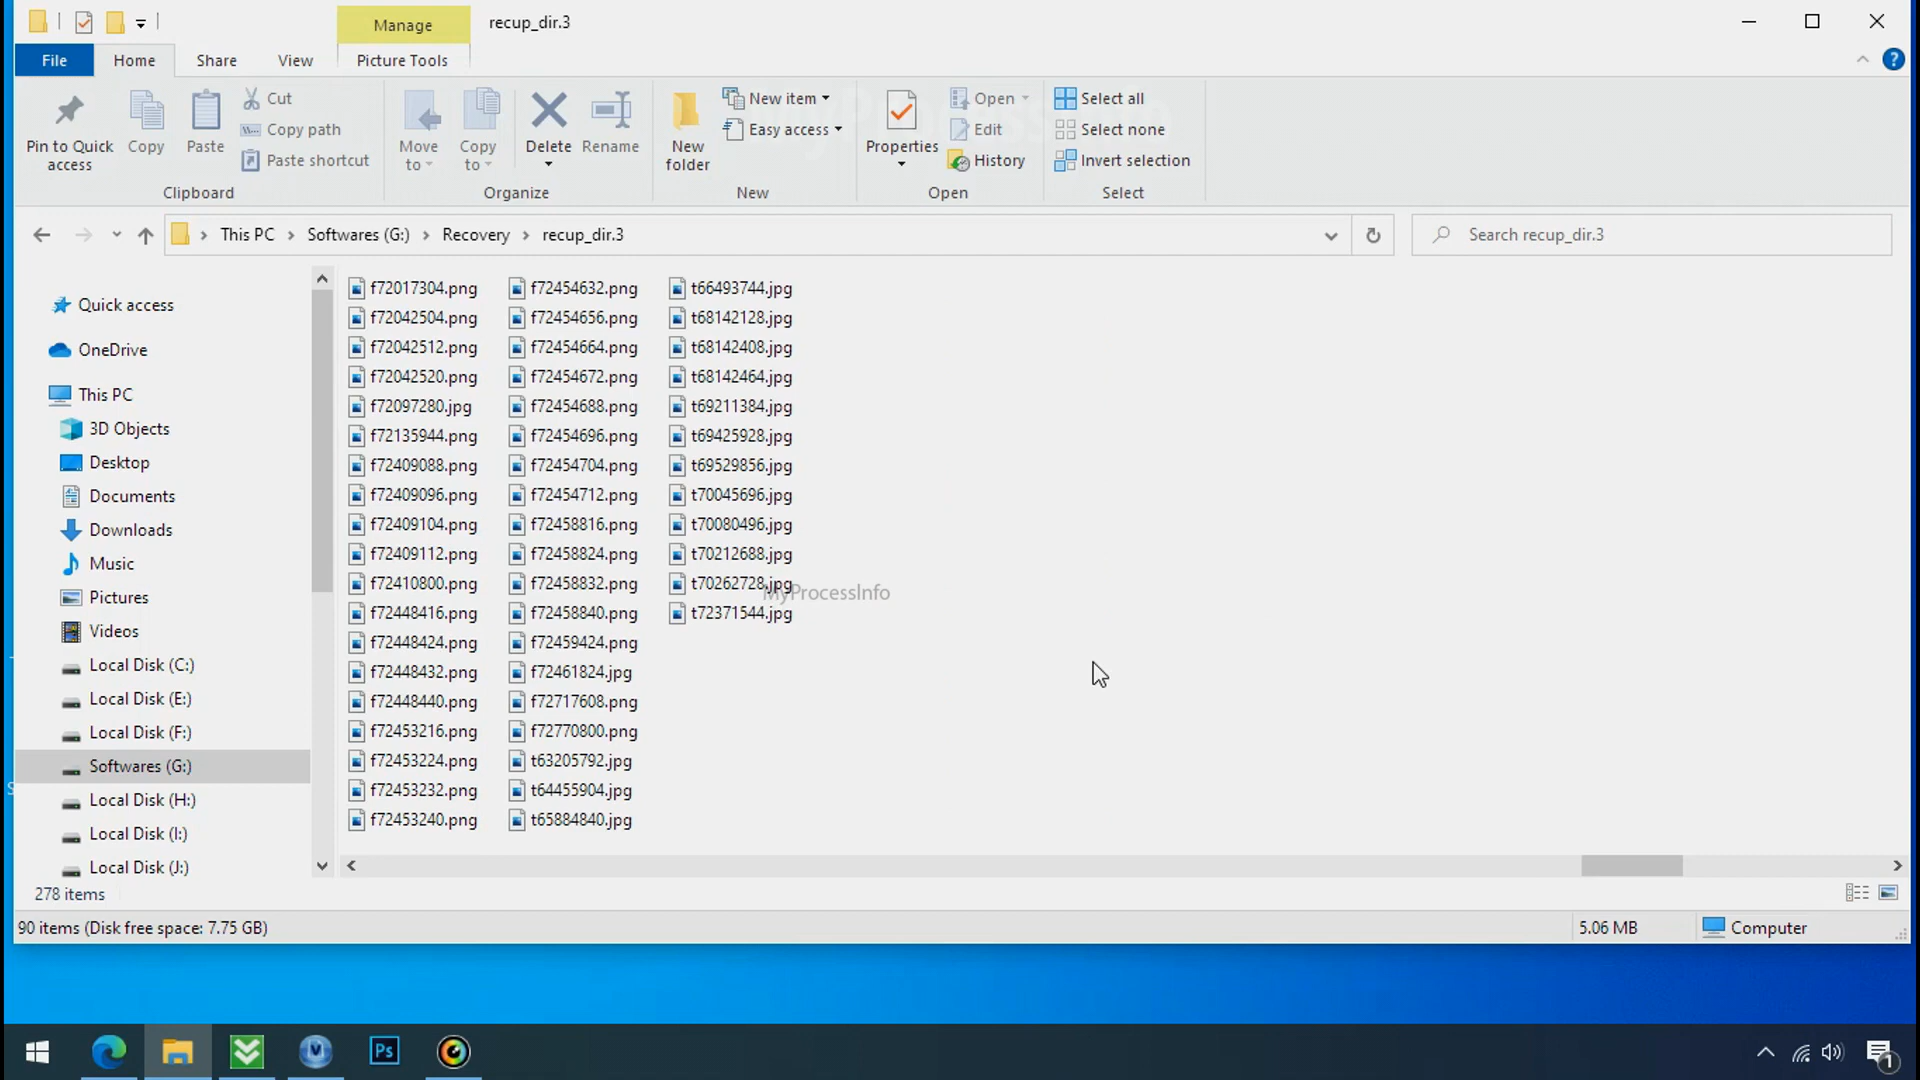 Manage
recup_dir.3
File
Home
Share
View
Picture Tools
Pin to Quick access
Copy
Paste
Cut
Copy path
Paste shortcut
Move to
Copy to
Delete
Rename
New folder
New item
Easy access
Properties
Open
Edit
History
Select all
Select none
Invert selection
Clipboard
Organize
New
Open
Select
MyProcessInfo
This PC > Softwares (G:) > Recovery > recup_dir.3
Search recup_dir.3
Quick access
OneDrive
This PC
3D Objects
Desktop
Documents
Downloads
Music
Pictures
Videos
Local Disk (C:)
Local Disk (E:)
Local Disk (F:)
Softwares (G:)
Local Disk (H:)
Local Disk (I:)
Local Disk (J:)
f72017304.png
f72042504.png
f72042512.png
f72042520.png
f72097280.jpg
f72135944.png
f72409088.png
f72409096.png
f72409104.png
f72409112.png
f72410800.png
f72448416.png
f72448424.png
f72448432.png
f72448440.png
f72453216.png
f72453224.png
f72453232.png
f72453240.png
f72454632.png
f72454656.png
f72454664.png
f72454672.png
f72454688.png
f72454696.png
f72454704.png
f72454712.png
f72458816.png
f72458824.png
f72458832.png
f72458840.png
f72459424.png
f72461824.jpg
f72717608.png
f72770800.png
t63205792.jpg
t64455904.jpg
t65884840.jpg
t66493744.jpg
t68142128.jpg
t68142408.jpg
t68142464.jpg
t69211384.jpg
t69425928.jpg
t69529856.jpg
t70045696.jpg
t70080496.jpg
t70212688.jpg
t70262728.jpg
t72371544.jpg
MyProcessInfo
278 items
90 items (Disk free space: 7.75 GB)
5.06 MB
Computer
Ps
1